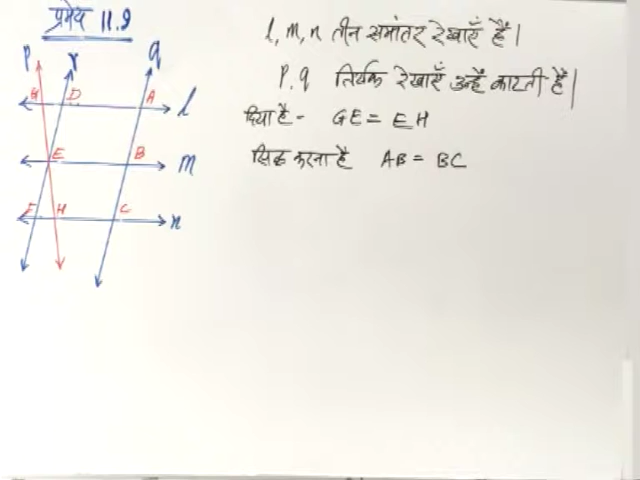 प्रमेय 11.9
l, m, n तीन समांतर रेखाएँ हैं।
P, q तिर्यक रेखाएँ उन्हें काटती हैं|
दिया है - GE = EH
सिद्ध करना है AB = BC
P r q
G D A l
E B m
F H C n